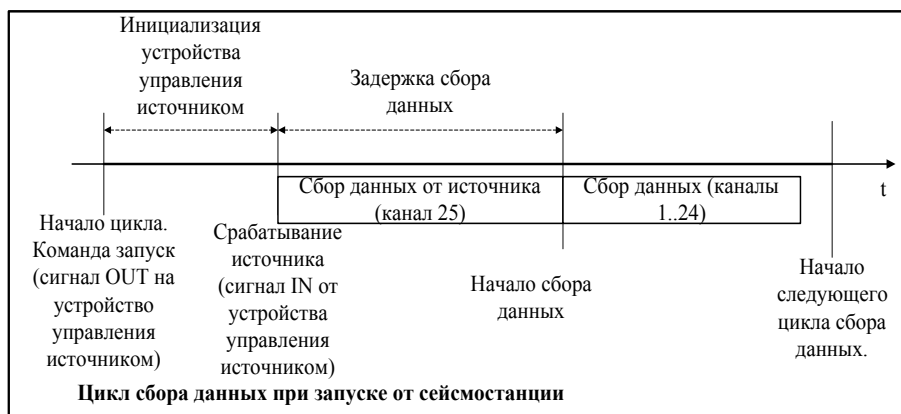 Инициализация
устройства
управления
источником
Задержка сбора
данных
t
Сбор данных от источника
(канал 25)
Сбор данных (каналы
1..24)
Начало цикла.
Команда запуск
(сигнал OUT на
устройство
управления
источником)
Срабатывание
источника
(сигнал IN от
устройства
управления
источником)
Начало сбора
данных
Начало
следующего
цикла сбора
данных.
Цикл сбора данных при запуске от сейсмостанции